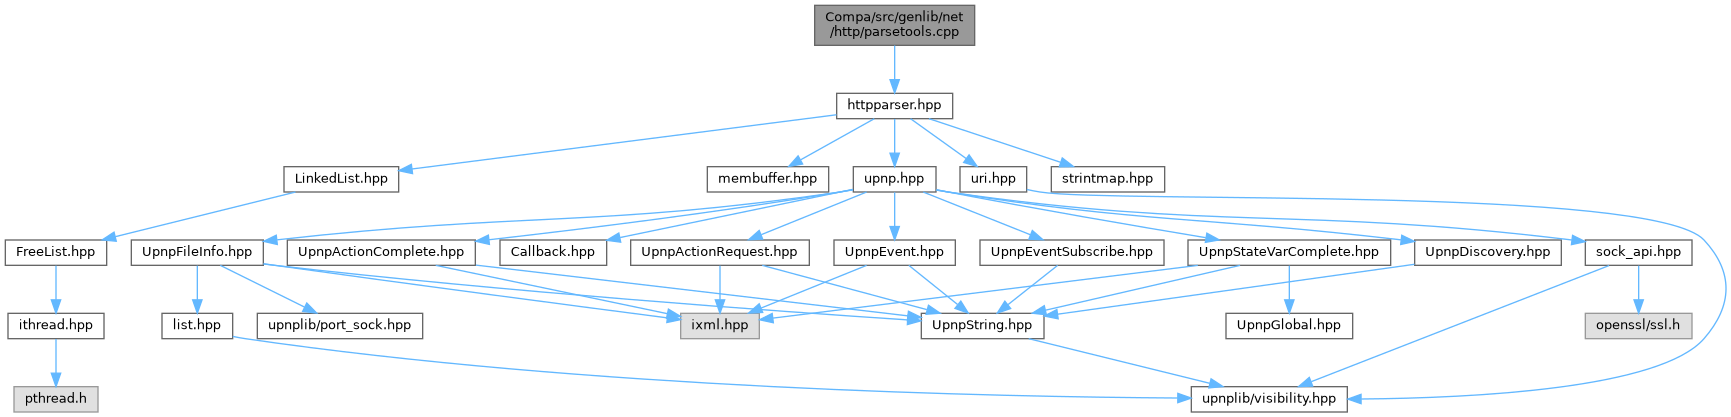 Compa/src/genlib/net
/http/parsetools.cpp
httpparser.hpp
LinkedList.hpp
membuffer.hpp
upnp.hpp
uri.hpp
strintmap.hpp
FreeList.hpp
UpnpFileInfo.hpp
UpnpActionComplete.hpp
Callback.hpp
UpnpActionRequest.hpp
UpnpEvent.hpp
UpnpEventSubscribe.hpp
UpnpStateVarComplete.hpp
UpnpDiscovery.hpp
sock_api.hpp
ithread.hpp
list.hpp
upnplib/port_sock.hpp
ixml.hpp
UpnpString.hpp
UpnpGlobal.hpp
openssl/ssl.h
pthread.h
upnplib/visibility.hpp